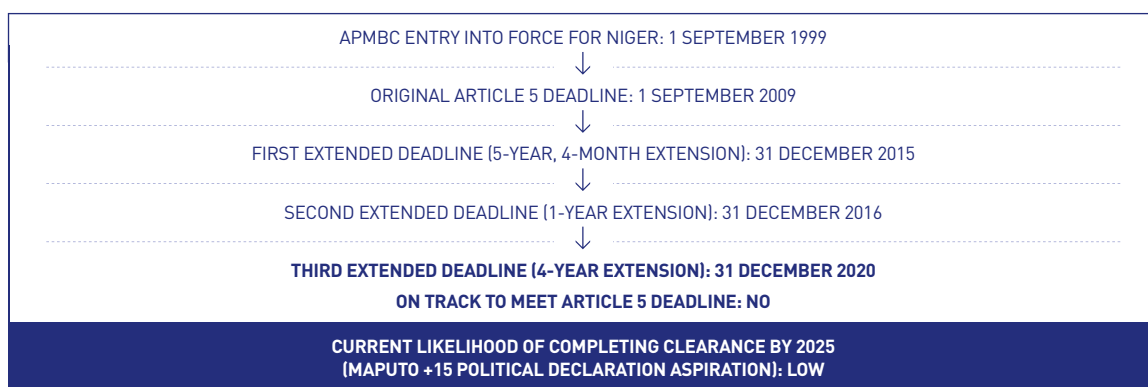 APMBC ENTRY INTO FORCE FOR NIGER: 1 SEPTEMBER 1999
ORIGINAL ARTICLE 5 DEADLINE: 1 SEPTEMBER 2009
FIRST EXTENDED DEADLINE (5-YEAR, 4-MONTH EXTENSION): 31 DECEMBER 2015
SECOND EXTENDED DEADLINE (1-YEAR EXTENSION): 31 DECEMBER 2016
THIRD EXTENDED DEADLINE (4-YEAR EXTENSION): 31 DECEMBER 2020
ON TRACK TO MEET ARTICLE 5 DEADLINE: NO
CURRENT LIKELIHOOD OF COMPLETING CLEARANCE BY 2025
(MAPUTO +15 POLITICAL DECLARATION ASPIRATION): LOW